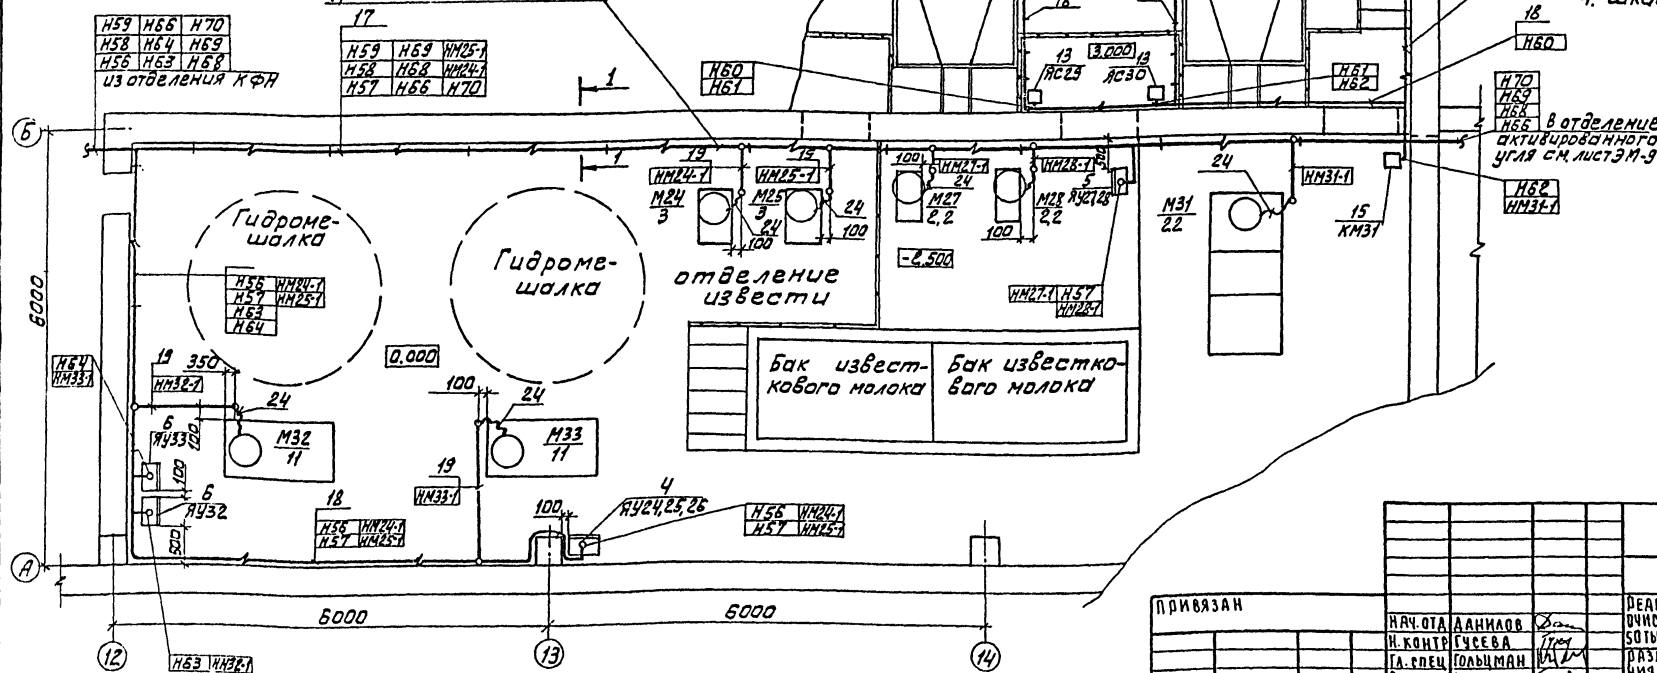 Н59 Н66 Н70
Н58 Н64 Н69
Н56 Н63 Н68
из отделения КФА
17
Н59 Н69 НМ25-1
Н58 Н68 НМ24-1
Н57 Н66 Н70
1
1
Н60
Н61
18
13
ЯС29
3.000
13
ЯС30
Н61
Н62
18
Н60
Н70
Н69
Н68
Н66 в отделение
активированного
угля см. лист ЭМ-9
Н62
НМ31-1
Б
А
6000
19
НМ24-1
М24
3
24
100
19
НМ25-1
М25
3
24
100
100
НМ27-1
24
М27
2,2
НМ28-1
М28
2,2
100
500
5
ЯУ27,28
М31
22
24
НМ31-1
15
КМ31
Гидроме-
шалка
Гидроме-
шалка
отделение
извести
-2.500
НМ27-1 Н57
НМ28-1
Н56 НМ24-1
Н57 НМ25-1
Н63
Н64
0.000
Бак извест-
кового молока
Бак известко-
вого молока
Н64
НМ33-1
19
НМ32-1
350
24
100
6
ЯУ33
100
6
ЯУ32
500
М32
11
100
24
М33
11
19
НМ33-1
18
Н56 НМ24-1
Н57 НМ25-1
100
4
ЯУ24,25,26
Н56 НМ24-1
Н57 НМ25-1
6000
6000
12
13
14
Н63 НМ32-1
ПРИВЯЗАН
НАЧ.ОТД ДАНИЛОВ
Н.КОНТР ГУСЕВА
ГЛ.СПЕЦ ГОЛЬЦМАН